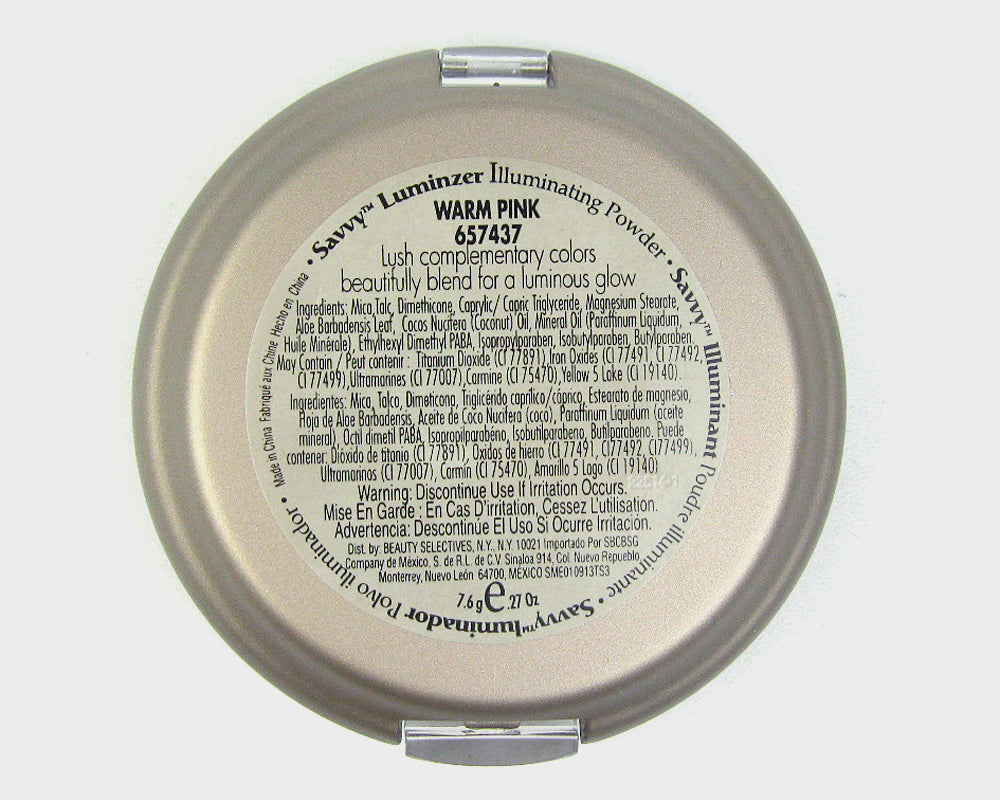 Savvy™ Luminzer Illuminating Powder •
Savvy™ Illuminant Poudre illuminante •
Savvy™ luminador Polvo iluminador •
Made in China Fabriqué aux Chine Hecho en China •
WARM PINK
657437
Lush complementary colors
beautifully blend for a luminous glow
Ingredients: Mica, Talc, Dimethicone, Caprylic/ Capric Triglyceride, Magnesium Stearate,
Aloe Barbadensis Leaf, Cocos Nucifera (Coconut) Oil, Mineral Oil (Paraffinum Liquidum,
Huile Minérale), Ethylhexyl Dimethyl PABA, Isopropylparaben, Isobutylparaben, Butylparaben.
May Contain / Peut contenir : Titanium Dioxide (CI 77891), Iron Oxides (CI 77491, CI 77492,
CI 77499), Ultramarines (CI 77007), Carmine (CI 75470), Yellow 5 Lake (CI 19140).
Ingredientes: Mica, Talco, Dimeticona, Triglicérido caprílico/cáprico, Estearato de magnesio,
Hoja de Aloe Barbadensis, Aceite de Coco Nucifera (coco), Paraffinum Liquidum (aceite
mineral), Octil dimetil PABA, Isopropilparabéno, Isobutilparabeno, Buhlparabeno. Puede
contener: Dióxido de titanio (CI 77891), Oxidos de hierro (CI 77491, CI77492, CI77499),
Ultramarinos (CI 77007), Carmin (CI 75470), Amarillo 5 Lago (CI 19140)
Warning: Discontinue Use If Irritation Occurs.
Mise En Garde : En Cas D'irritation, Cessez L'utilisation.
Advertencia: Descontinúe El Uso Si Ocurre Irritación.
Dist. by: BEAUTY SELECTIVES, N.Y., N.Y. 10021 Importado Por SBCBSG
Company de México, S. de R.L. de C.V. Sinaloa 914, Col. Nuevo Repueblo,
Monterrey, Nuevo León 64700, MÉXICO SME010913TS3
7.6 g e .27 Oz